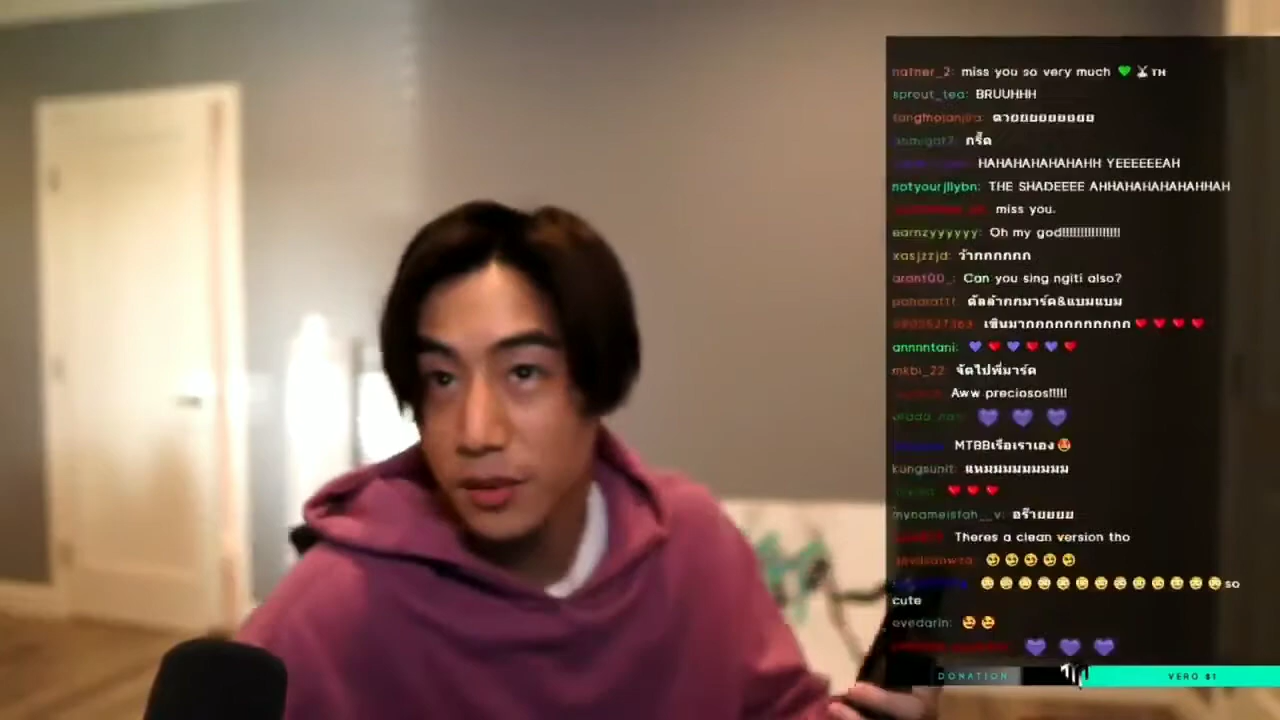 natner_2: miss you so very much 💚 TH
sprout_tea: BRUUHHH
ตายยยยยยยยยย
กรี๊ด
HAHAHAHAHAHAHH YEEEEEEAH
notyourjllybn: THE SHADEEEE AHHAHAHAHAHAHHAH
miss you.
earnzyyyyyy: Oh my god!!!!!!!!!!!!!!!!
xasjzzjd: ว้ากกกกกก
arant00_: Can you sing ngiti also?
ตัลล้ากกมาร์ค&แบมแบม
เขินมากกกกกกกกกกก ❤️ ❤️ ❤️ ❤️
annnntani: 💜 ❤️ 💜 ❤️ 💜 ❤️
mkbi_22: จัดไปพี่มาร์ค
Aww preciosos!!!!!
💜 💜 💜
MTBBเรือเราเอง
kungsunit: แหมมมมมมมมมม
❤️ ❤️ ❤️
mynameisfah__v: อร๊ายยยย
Theres a clean version tho
so
cute
evedarin:
💜 💜 💜
DONATION VERO $1